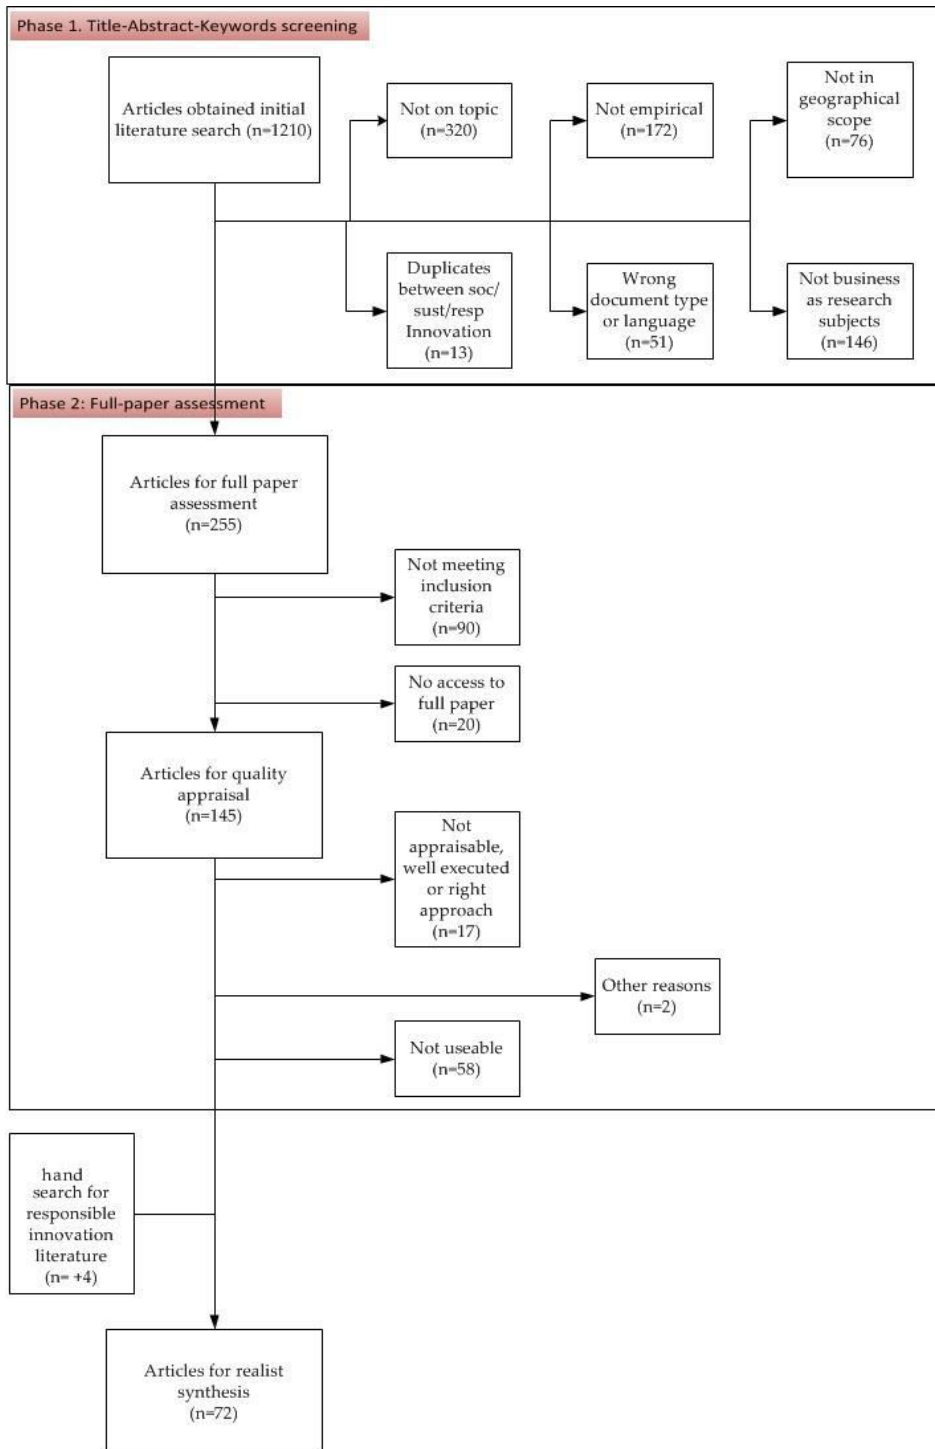 Phase 1. Title-Abstract-Keywords screening
Articles obtained initial
literature search (n=1210)
Not on topic
(n=320)
Not empirical
(n=172)
Not in
geographical
scope
(n=76)
Duplicates
between soc/
sust/resp
Innovation
(n=13)
Wrong
document type
or language
(n=51)
Not business
as research
subjects
(n=146)
Phase 2: Full-paper assessment
Articles for full paper
assessment
(n=255)
Not meeting
inclusion
criteria
(n=90)
No access to
full paper
(n=20)
Articles for quality
appraisal
(n=145)
Not
appraisable,
well executed
or right
approach
(n=17)
Other reasons
(n=2)
Not useable
(n=58)
hand
search for
responsible
innovation
literature
(n= +4)
Articles for realist
synthesis
(n=72)